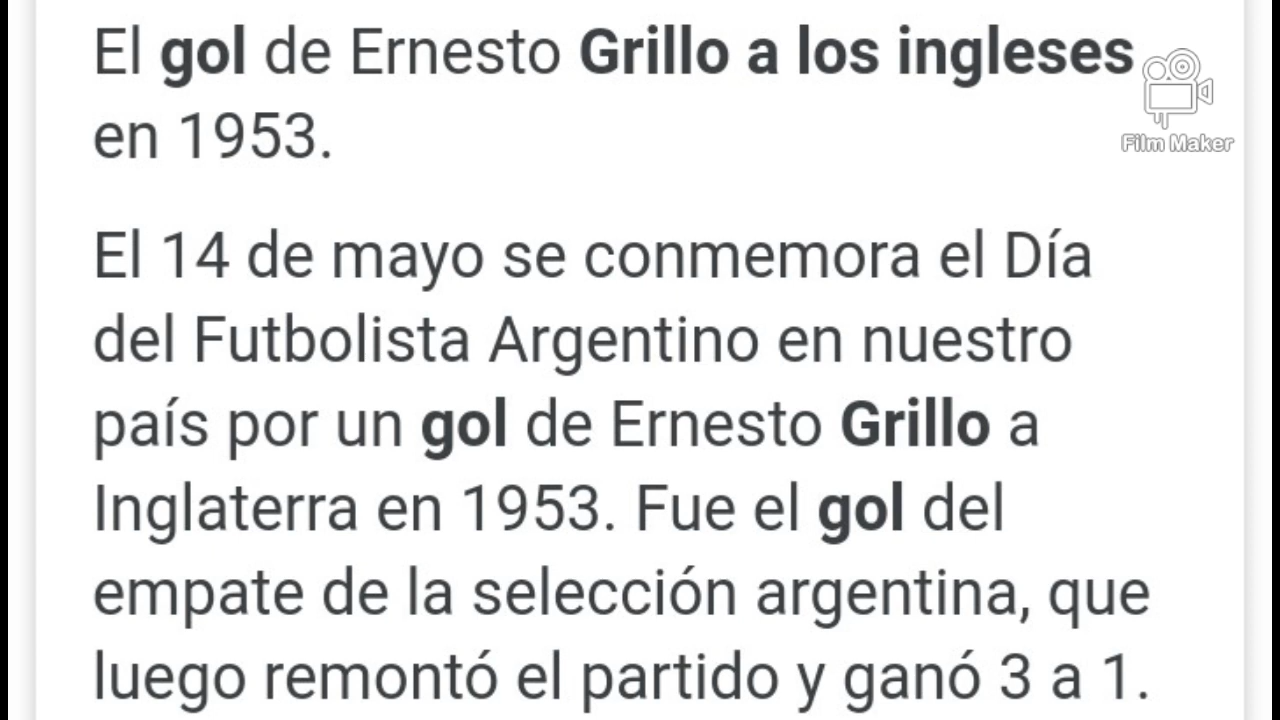 El gol de Ernesto Grillo a los ingleses
en 1953.
Film Maker
El 14 de mayo se conmemora el Día
del Futbolista Argentino en nuestro
país por un gol de Ernesto Grillo a
Inglaterra en 1953. Fue el gol del
empate de la selección argentina, que
luego remontó el partido y ganó 3 a 1.